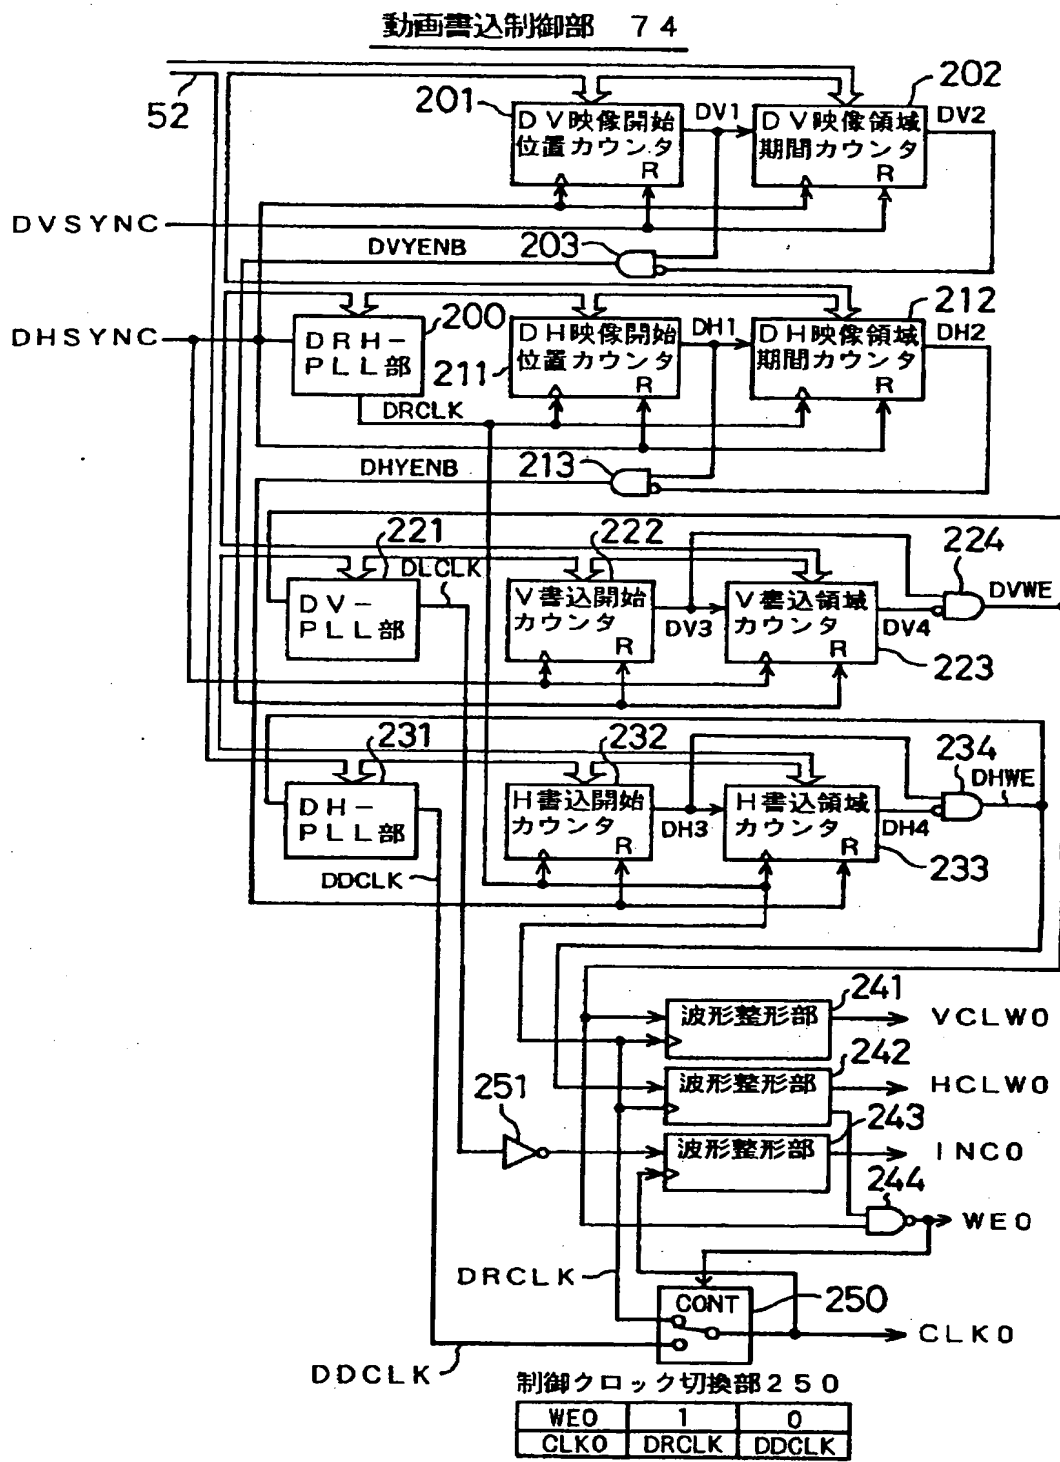 動画書込制御部 74
52
201
DV映像開始
位置カウンタ
R
DV1
202
DV映像領域
期間カウンタ
R
DV2
DVSYNC
DVYENB
203
DHSYNC
DRH-
PLL部
200
DRCLK
211
DH映像開始
位置カウンタ
R
DH1
212
DH映像領域
期間カウンタ
R
DH2
DHYENB
213
221
DLCLK
DV-
PLL部
222
V書込開始
カウンタ
R
DV3
V書込領域
カウンタ
R
223
DV4
224
DVWE
231
DH-
PLL部
DDCLK
232
H書込開始
カウンタ
R
DH3
H書込領域
カウンタ
R
233
DH4
234
DHWE
波形整形部
241
VCLW0
波形整形部
242
HCLW0
251
波形整形部
243
INC0
244
WE0
DRCLK
CONT
250
CLK0
DDCLK
制御クロック切換部250
WE0 1 0
CLK0 DRCLK DDCLK